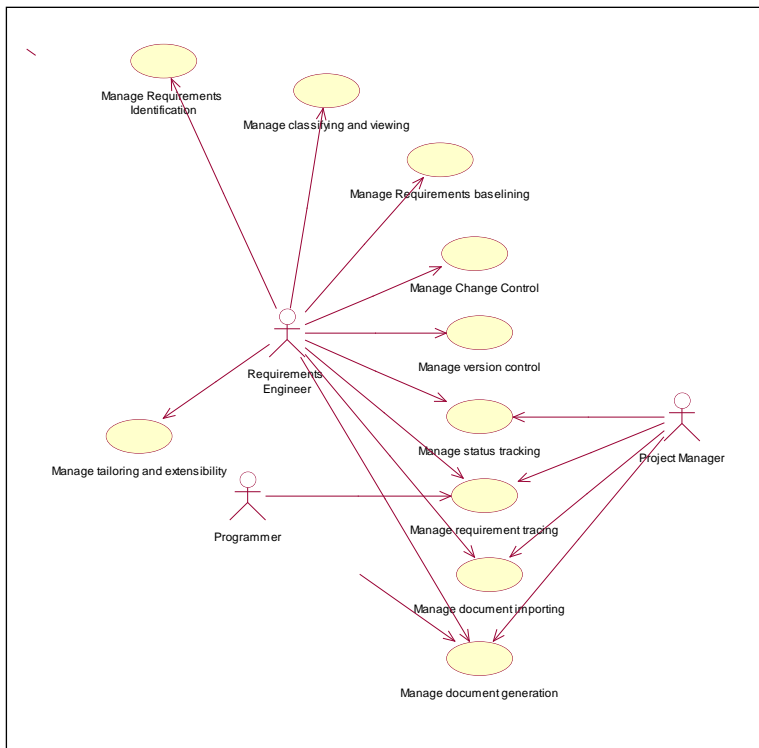 Manage Requirements
Identification
Manage classifying and viewing
Manage Requirements baselining
Manage Change Control
Manage version control
Requirements
Engineer
Manage status tracking
Project Manager
Manage tailoring and extensibility
Manage requirement tracing
Programmer
Manage document importing
Manage document generation